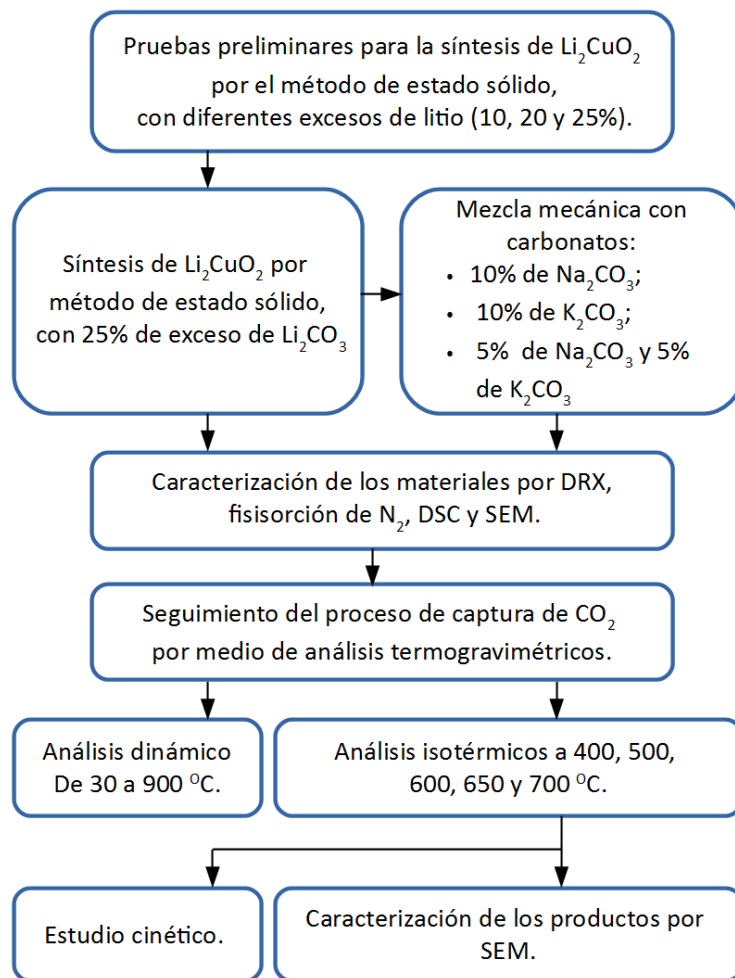 Pruebas preliminares para la síntesis de Li₂CuO₂
por el método de estado sólido,
con diferentes excesos de litio (10, 20 y 25%).
Síntesis de Li₂CuO₂ por
método de estado sólido,
con 25% de exceso de Li₂CO₃
Mezcla mecánica con
carbonatos:
• 10% de Na₂CO₃;
• 10% de K₂CO₃;
• 5% de Na₂CO₃ y 5%
de K₂CO₃
Caracterización de los materiales por DRX,
fisisorción de N₂, DSC y SEM.
Seguimiento del proceso de captura de CO₂
por medio de análisis termogravimétricos.
Análisis dinámico
De 30 a 900 ⁰C.
Análisis isotérmicos a 400, 500,
600, 650 y 700 ⁰C.
Estudio cinético.
Caracterización de los productos por
SEM.